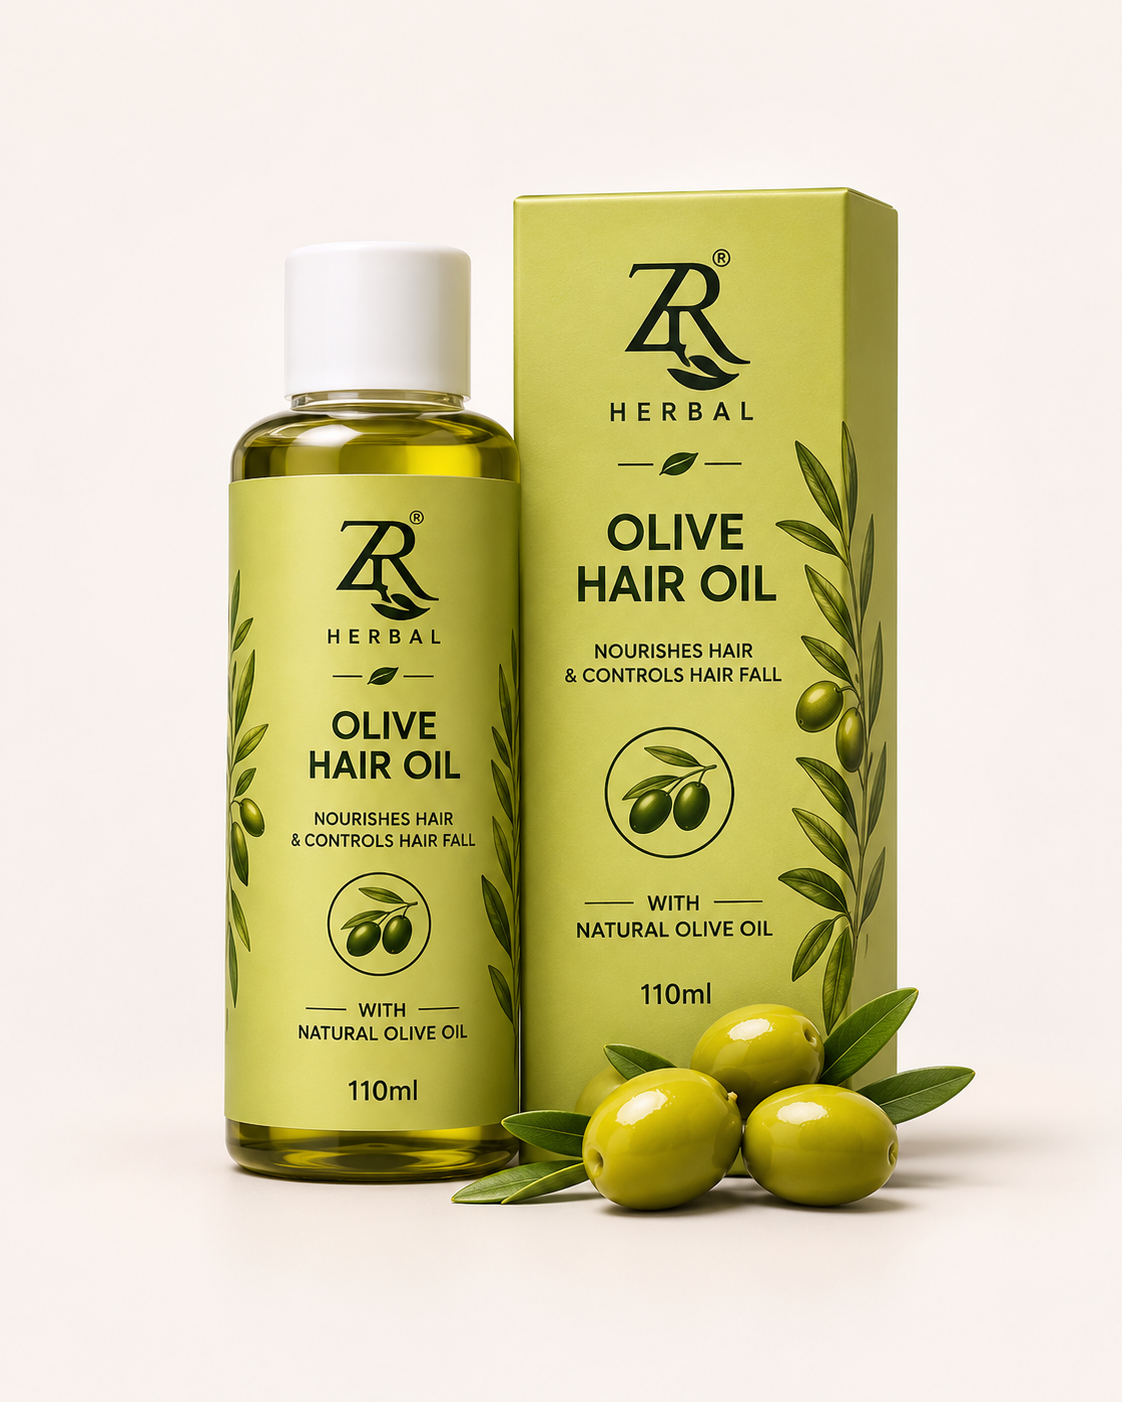 ZR®
HERBAL
OLIVE
HAIR OIL
NOURISHES HAIR
& CONTROLS HAIR FALL
WITH
NATURAL OLIVE OIL
110ml
ZR®
HERBAL
OLIVE
HAIR OIL
NOURISHES HAIR
& CONTROLS HAIR FALL
WITH
NATURAL OLIVE OIL
110ml